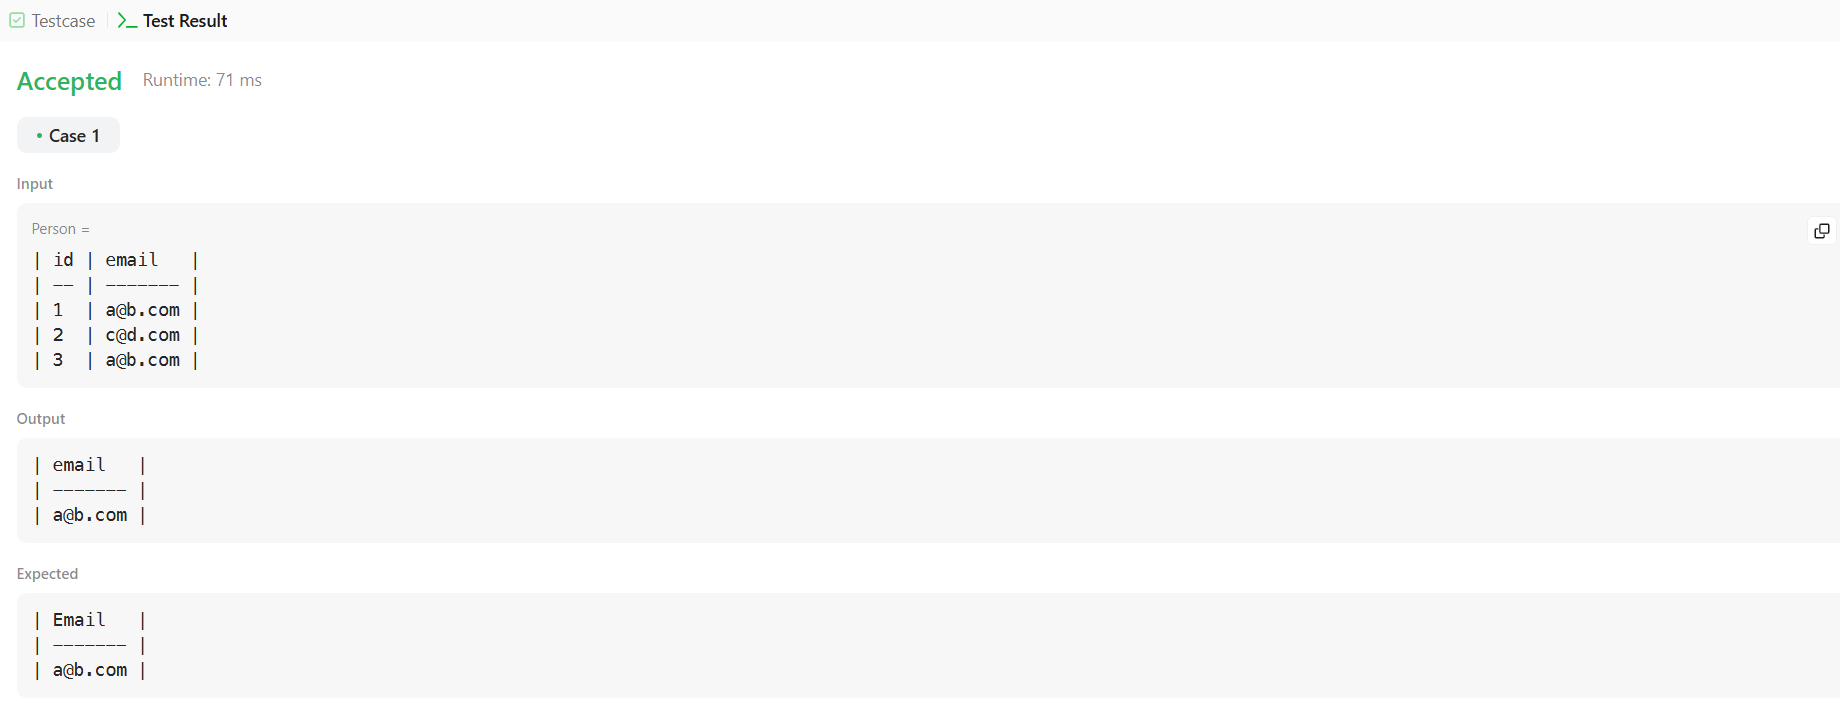 Testcase Test Result
Accepted Runtime: 71 ms
• Case 1
Input
Person =
| id | email   |
| -- | ------- |
| 1  | a@b.com |
| 2  | c@d.com |
| 3  | a@b.com |
Output
| email   |
| ------- |
| a@b.com |
Expected
| Email   |
| ------- |
| a@b.com |